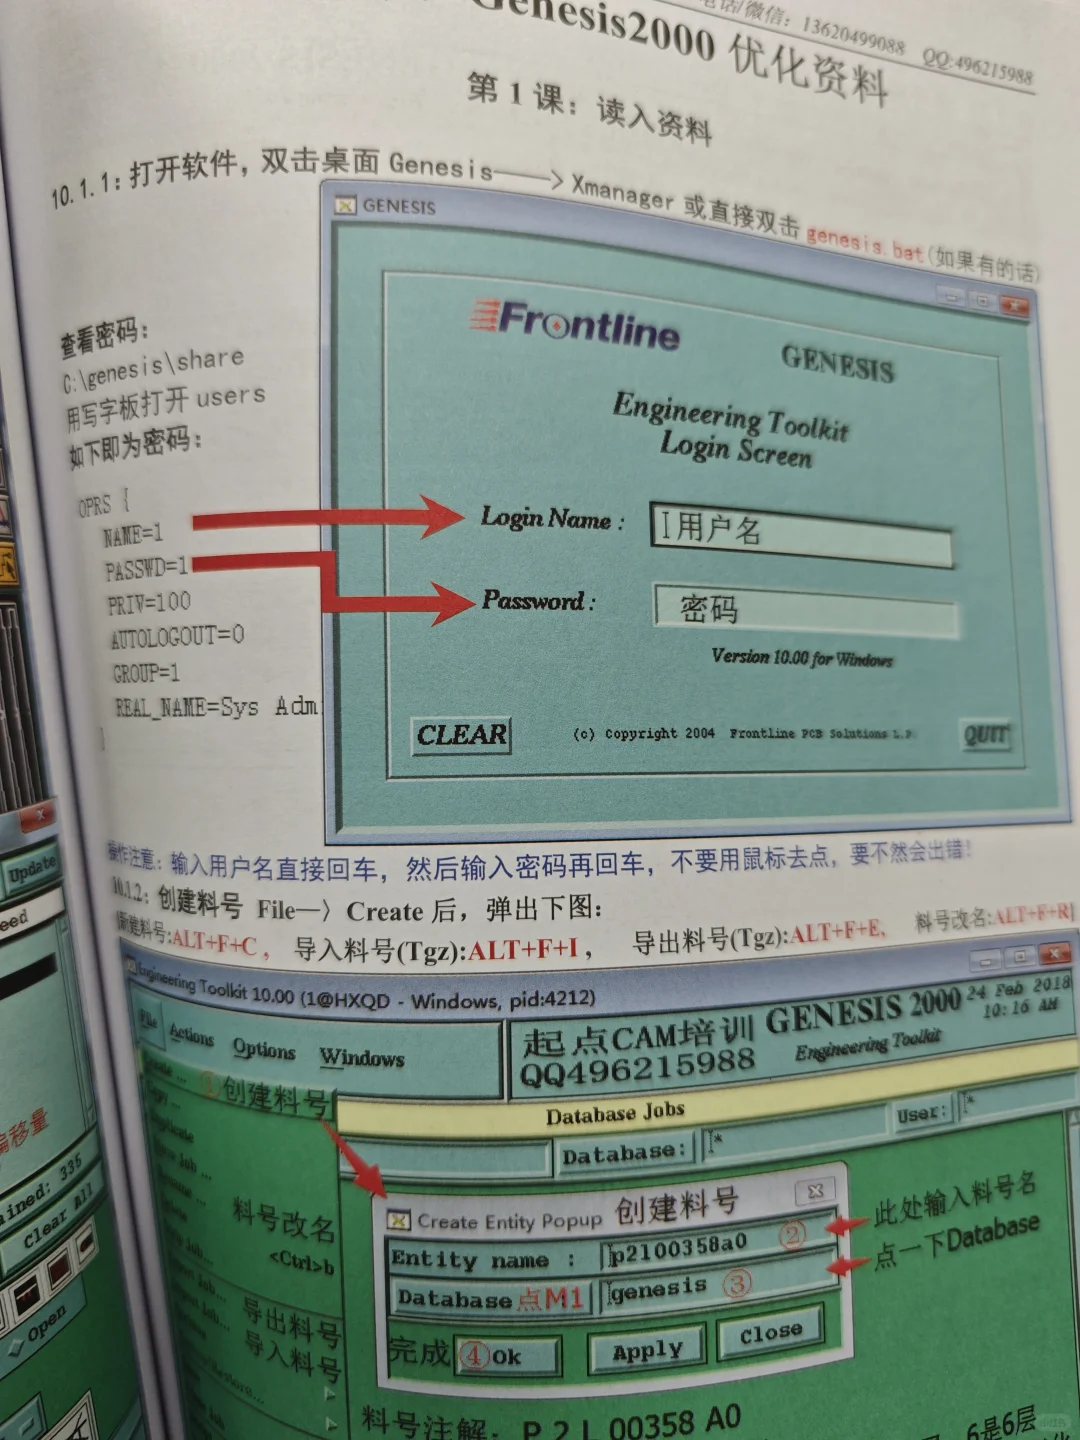 电话/微信：13620499088 QQ:496215988
Genesis2000 优化资料
第 1 课：读入资料
10.1.1：打开软件，双击桌面 Genesis——> Xmanager 或直接双击 genesis.bat(如果有的话)
GENESIS
查看密码：
C:\genesis\share
用写字板打开 users
如下即为密码：
OPRS {
NAME=1
PASSWD=1
PRIV=100
AUTOLOGOUT=0
GROUP=1
REAL_NAME=Sys Adm
}
Frontline
GENESIS
Engineering Toolkit
Login Screen
Login Name :
用户名
Password :
密码
Version 10.00 for Windows
CLEAR
(c) Copyright 2004 Frontline PCB Solutions L.P
QUIT
操作注意：输入用户名直接回车，然后输入密码再回车，不要用鼠标去点，要不然会出错！
10.1.2：创建料号 File—〉Create 后，弹出下图：
新建料号:ALT+F+C， 导入料号(Tgz):ALT+F+I， 导出料号(Tgz):ALT+F+E, 料号改名:ALT+F+R]
Engineering Toolkit 10.00 (1@HXQD - Windows, pid:4212)
File Actions Options Windows
起点CAM培训
QQ496215988
GENESIS 2000
Engineering Toolkit
24 Feb 2018
10:16 AM
①创建料号
Database Jobs
Database: *
User: *
料号改名
<Ctrl>b
导出料号
导入料号
Create Entity Popup 创建料号
Entity name : p2100358a0 ②
Database 点M1 genesis ③
完成 ④Ok Apply Close
此处输入料号名
点一下Database
料号注解： P 2 L 00358 A0
6是6层
Update
偏移量
Clear All
Open